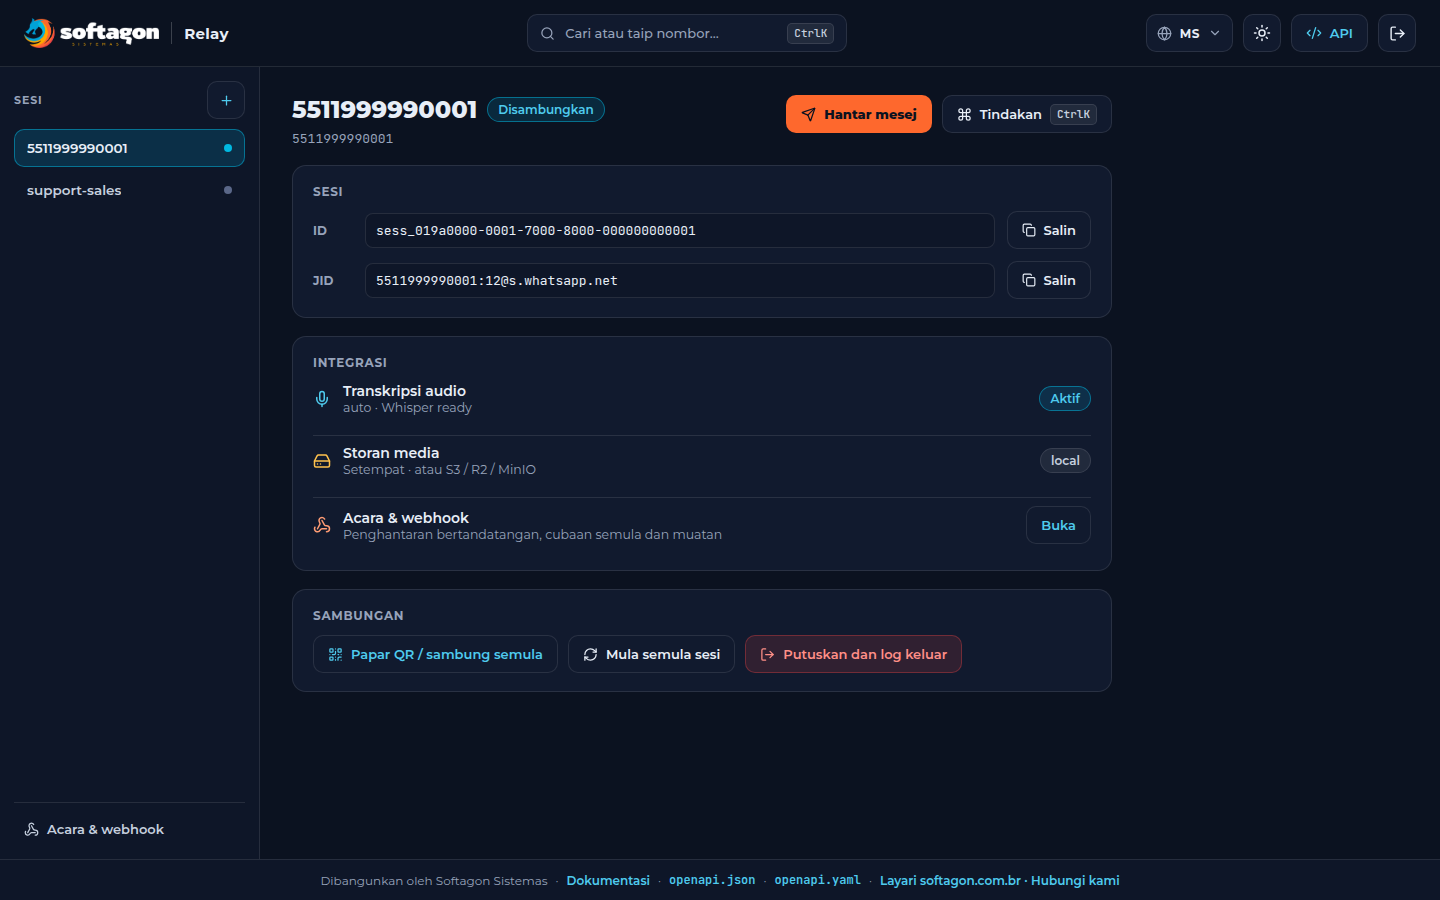 softagon
SISTEMAS
Relay
Cari atau taip nombor...
CtrlK
MS
API
SESI
5511999990001
support-sales
Acara & webhook
5511999990001
Disambungkan
5511999990001
Hantar mesej
Tindakan
CtrlK
SESI
ID
sess_019a0000-0001-7000-8000-000000000001
Salin
JID
5511999990001:12@s.whatsapp.net
Salin
INTEGRASI
Transkripsi audio
auto · Whisper ready
Aktif
Storan media
Setempat · atau S3 / R2 / MinIO
local
Acara & webhook
Penghantaran bertandatangan, cubaan semula dan muatan
Buka
SAMBUNGAN
Papar QR / sambung semula
Mula semula sesi
Putuskan dan log keluar
Dibangunkan oleh Softagon Sistemas · Dokumentasi · openapi.json · openapi.yaml · Layari softagon.com.br · Hubungi kami